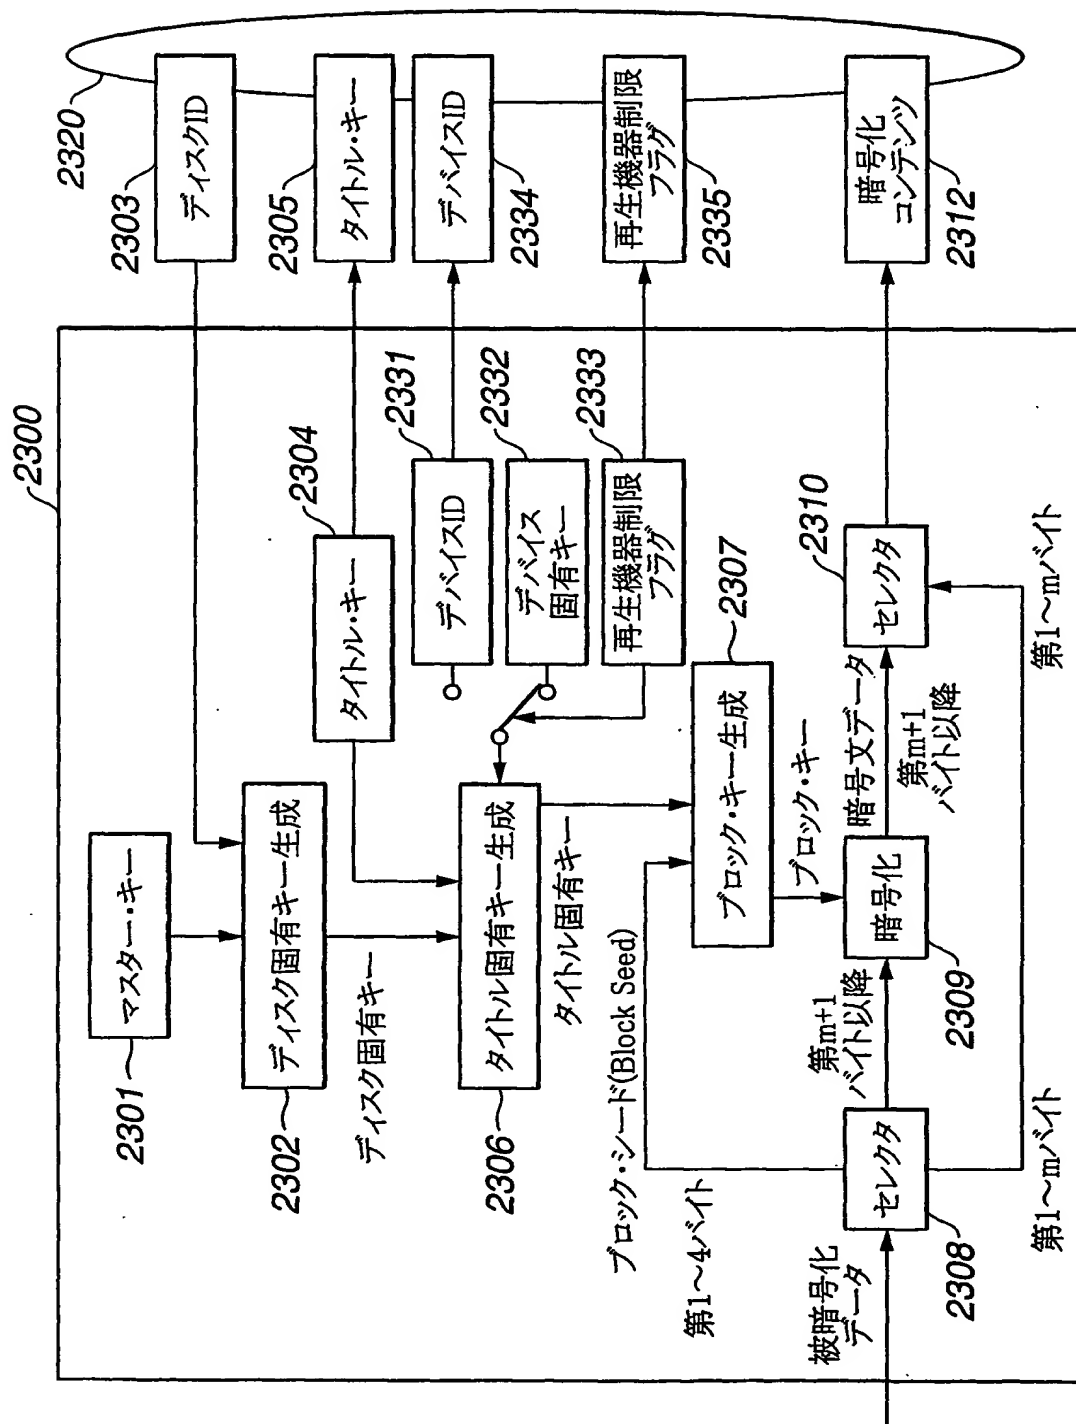 2300
2320
マスター・キー
2301
ディスクID
2303
ディスク固有キー生成
2302
ディスク固有キー
タイトル・キー
2304
タイトル・キー
2305
デバイスID
2331
デバイスID
2334
タイトル固有キー生成
2306
タイトル固有キー
デバイス
固有キー
2332
再生機器制限
フラグ
2333
再生機器制限
フラグ
2335
ブロック・シード(Block Seed)
第1~4バイト
ブロック・キー生成
2307
ブロック・キー
被暗号化
データ
セレクタ
2308
第m+1
バイト以降
暗号化
2309
暗号文データ
第m+1
バイト以降
セレクタ
2310
暗号化
コンテンツ
2312
第1~mバイト
第1~mバイト